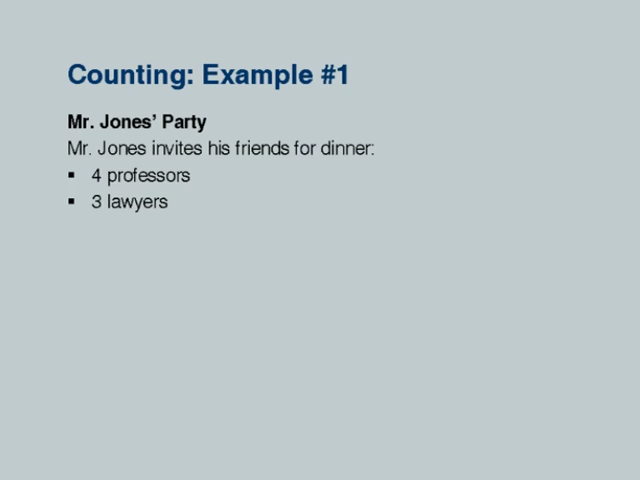 Counting: Example #1
Mr. Jones’ Party
Mr. Jones invites his friends for dinner:
▪ 4 professors
▪ 3 lawyers